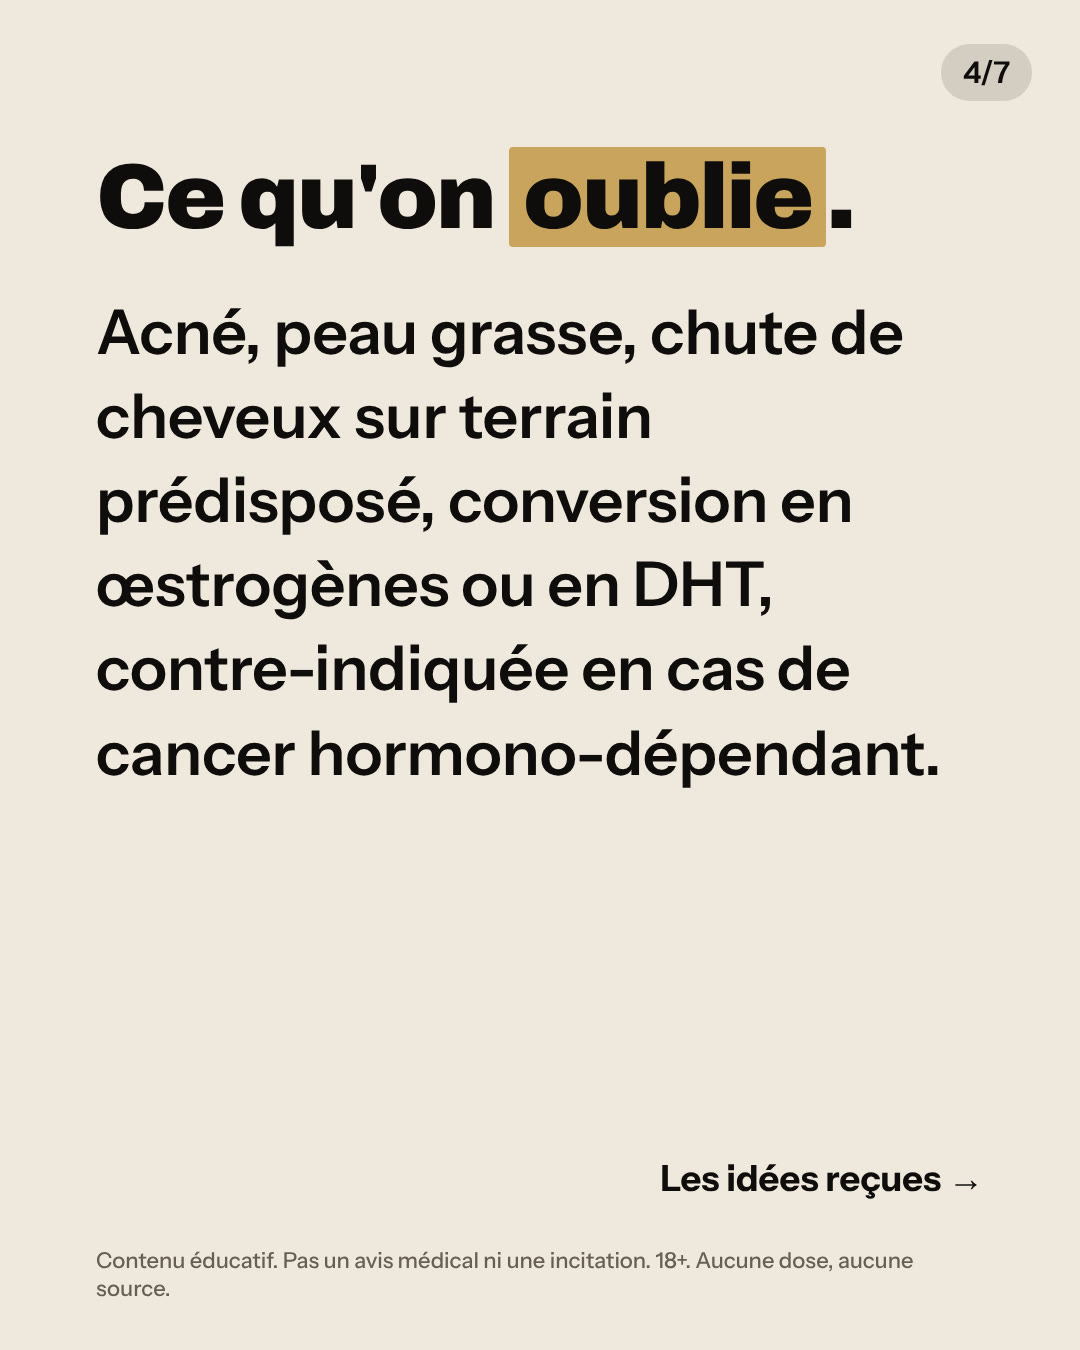 4/7
Ce qu'on oublie.
Acné, peau grasse, chute de
cheveux sur terrain
prédisposé, conversion en
œstrogènes ou en DHT,
contre-indiquée en cas de
cancer hormono-dépendant.
Les idées reçues →
Contenu éducatif. Pas un avis médical ni une incitation. 18+. Aucune dose, aucune
source.